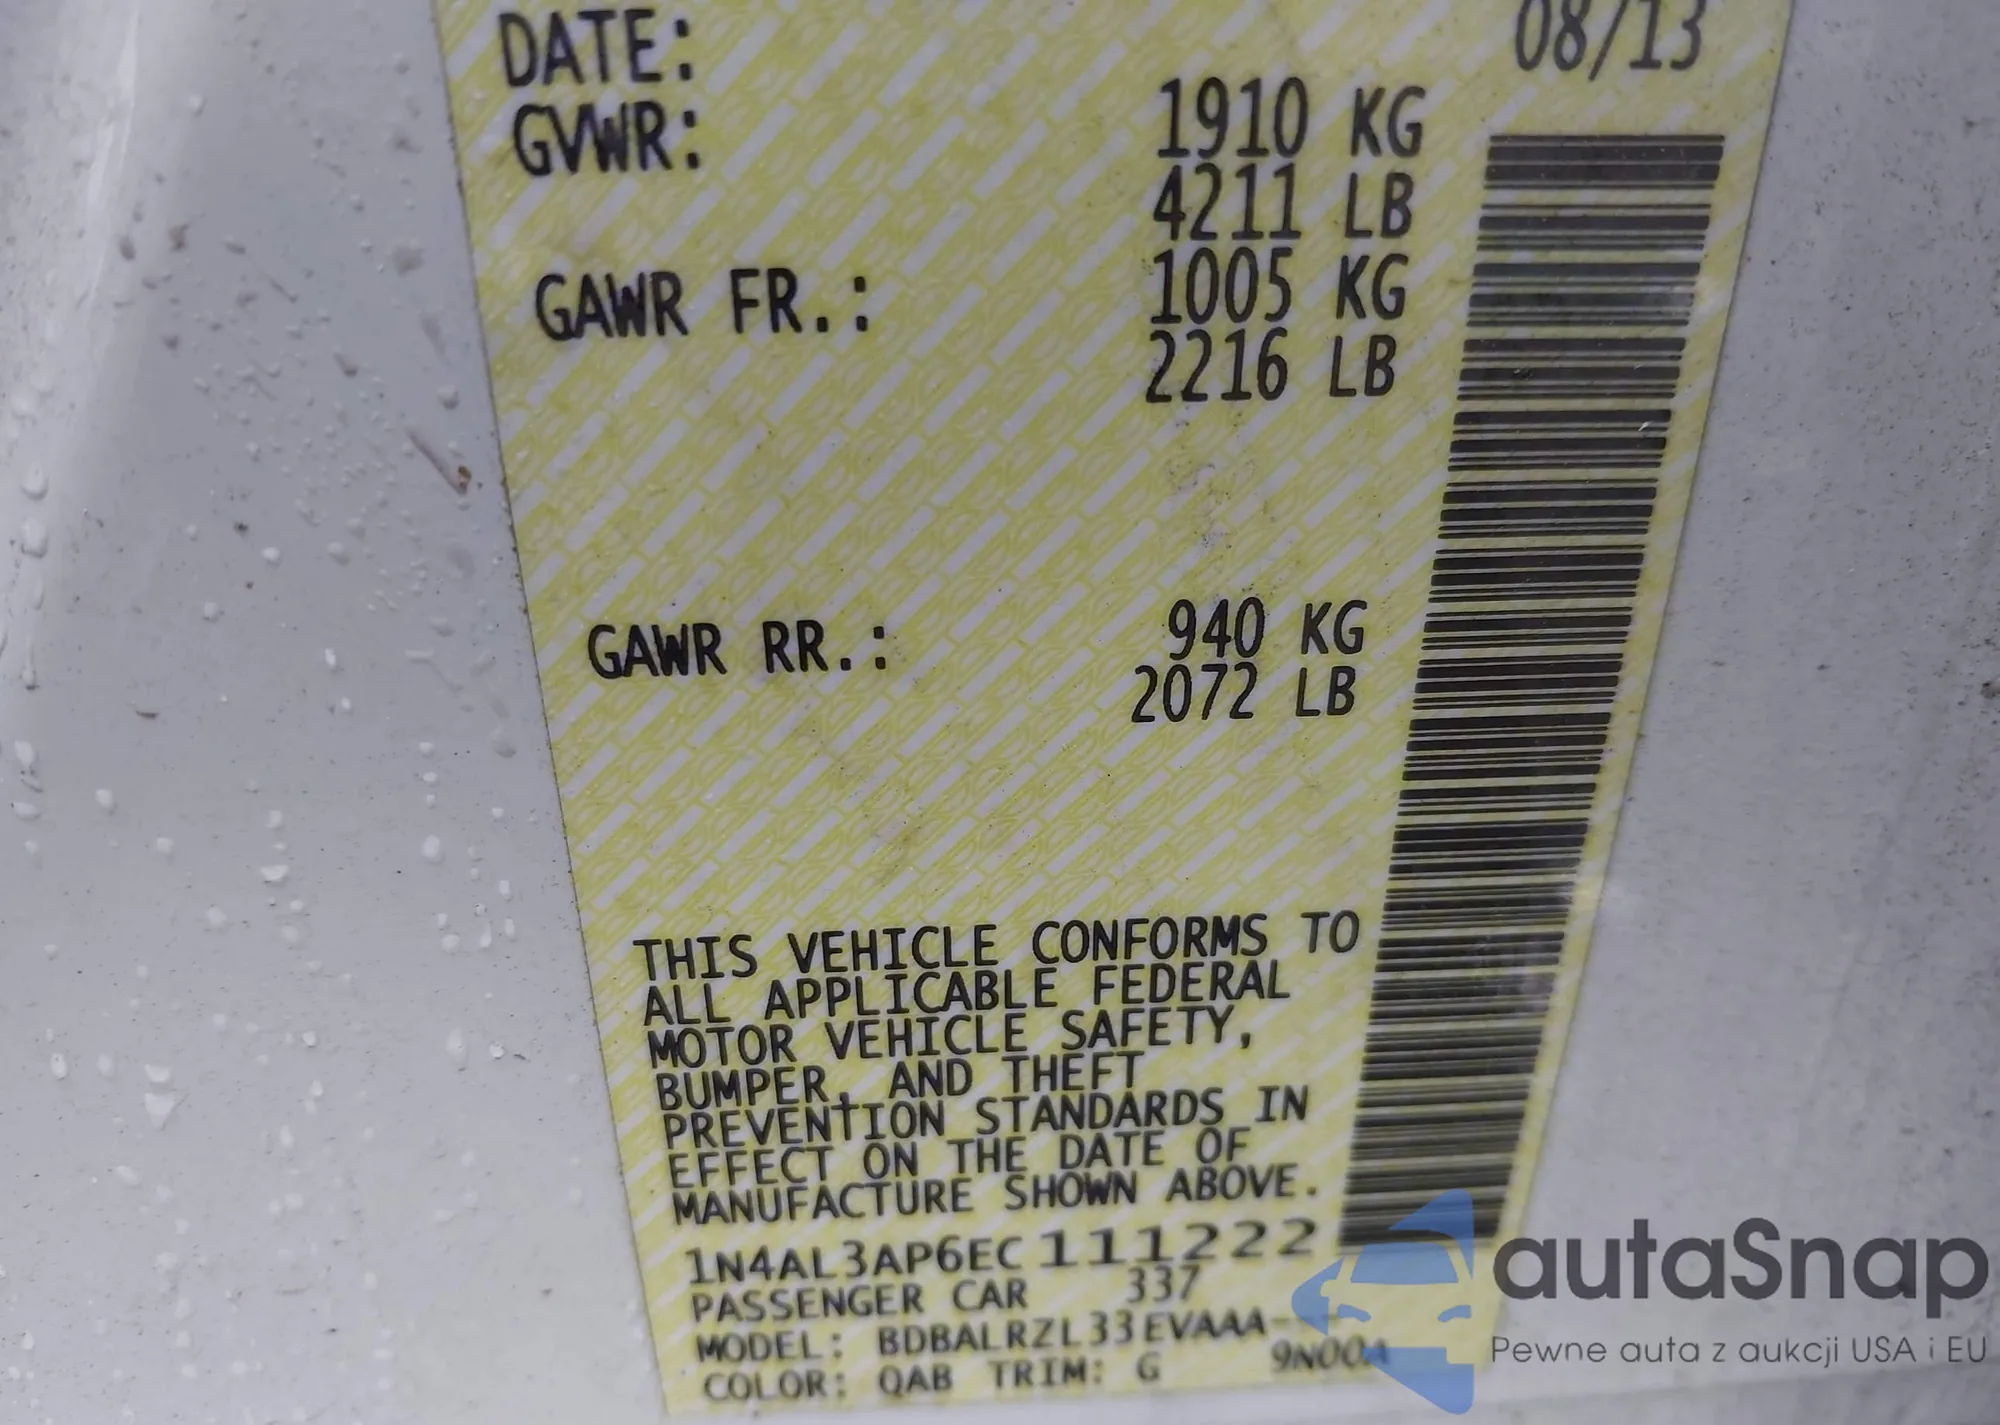 DATE: 08/13
GVWR: 1910 KG
4211 LB
GAWR FR.: 1005 KG
2216 LB
GAWR RR.: 940 KG
2072 LB
THIS VEHICLE CONFORMS TO
ALL APPLICABLE FEDERAL
MOTOR VEHICLE SAFETY,
BUMPER, AND THEFT
PREVENTION STANDARDS IN
EFFECT ON THE DATE OF
MANUFACTURE SHOWN ABOVE.
1N4AL3AP6EC111222
PASSENGER CAR 337
MODEL: BDBALRZL33EVAAA--
COLOR: QAB TRIM: G 9N00A
autaSnap
Pewne auta z aukcji USA i EU